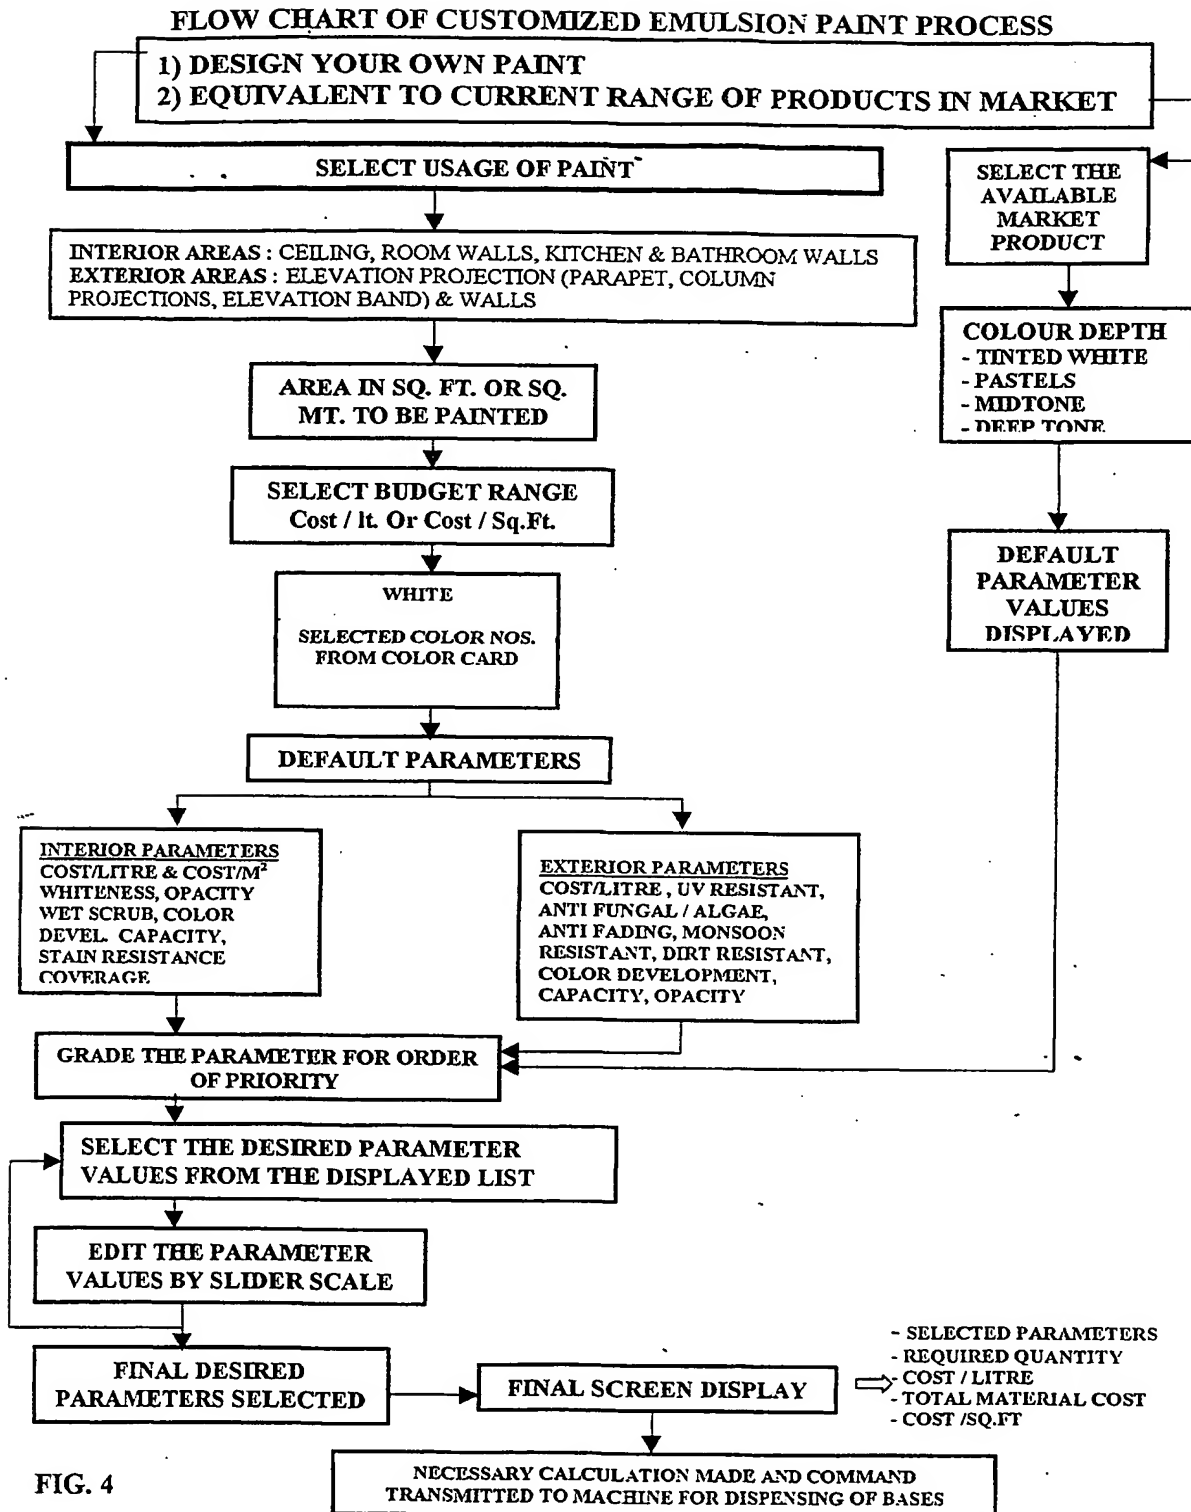 FLOW CHART OF CUSTOMIZED EMULSION PAINT PROCESS
1) DESIGN YOUR OWN PAINT
2) EQUIVALENT TO CURRENT RANGE OF PRODUCTS IN MARKET
SELECT USAGE OF PAINT
INTERIOR AREAS : CEILING, ROOM WALLS, KITCHEN & BATHROOM WALLS
EXTERIOR AREAS : ELEVATION PROJECTION (PARAPET, COLUMN
PROJECTIONS, ELEVATION BAND) & WALLS
AREA IN SQ. FT. OR SQ.
MT. TO BE PAINTED
SELECT BUDGET RANGE
Cost / lt. Or Cost / Sq.Ft.
WHITE
SELECTED COLOR NOS.
FROM COLOR CARD
DEFAULT PARAMETERS
INTERIOR PARAMETERS
COST/LITRE & COST/M²
WHITENESS, OPACITY
WET SCRUB, COLOR
DEVEL. CAPACITY,
STAIN RESISTANCE
COVERAGE
EXTERIOR PARAMETERS
COST/LITRE , UV RESISTANT,
ANTI FUNGAL / ALGAE,
ANTI FADING, MONSOON
RESISTANT, DIRT RESISTANT,
COLOR DEVELOPMENT,
CAPACITY, OPACITY
SELECT THE
AVAILABLE
MARKET
PRODUCT
COLOUR DEPTH
- TINTED WHITE
- PASTELS
- MIDTONE
- DEEP TONE
DEFAULT
PARAMETER
VALUES
DISPLAYED
GRADE THE PARAMETER FOR ORDER
OF PRIORITY
SELECT THE DESIRED PARAMETER
VALUES FROM THE DISPLAYED LIST
EDIT THE PARAMETER
VALUES BY SLIDER SCALE
FINAL DESIRED
PARAMETERS SELECTED
FINAL SCREEN DISPLAY
- SELECTED PARAMETERS
- REQUIRED QUANTITY
- COST / LITRE
- TOTAL MATERIAL COST
- COST /SQ.FT
NECESSARY CALCULATION MADE AND COMMAND
TRANSMITTED TO MACHINE FOR DISPENSING OF BASES
FIG. 4